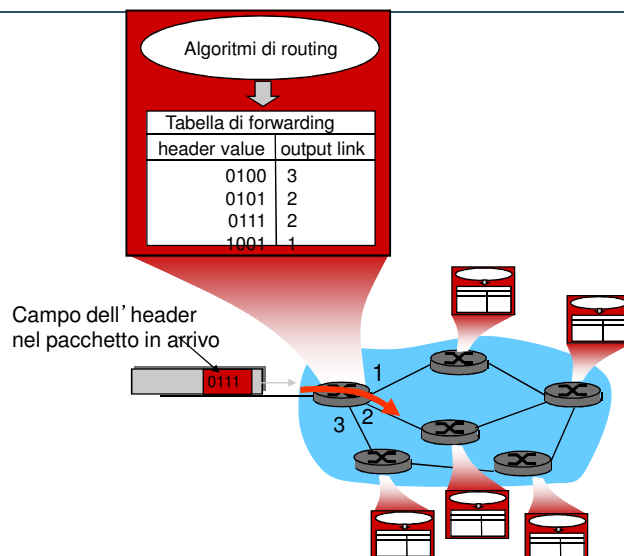 Algoritmi di routing
Tabella di forwarding
header value output link
0100 3
0101 2
0111 2
1001 1
Campo dell' header
nel pacchetto in arrivo
0111
1
2
3